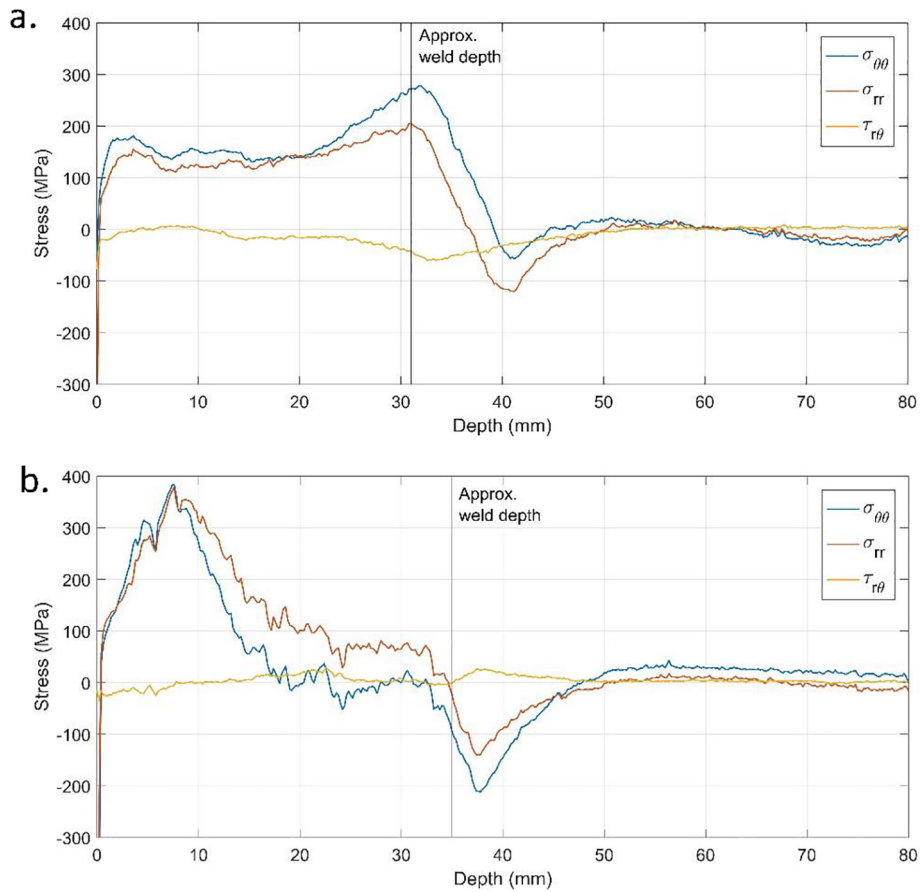 a.
400
300
200
100
0
-100
-200
-300
Stress (MPa)
Approx.
weld depth
σθθ
σrr
τrθ
0 10 20 30 40 50 60 70 80
Depth (mm)
b.
400
300
200
100
0
-100
-200
-300
Stress (MPa)
Approx.
weld depth
σθθ
σrr
τrθ
0 10 20 30 40 50 60 70 80
Depth (mm)